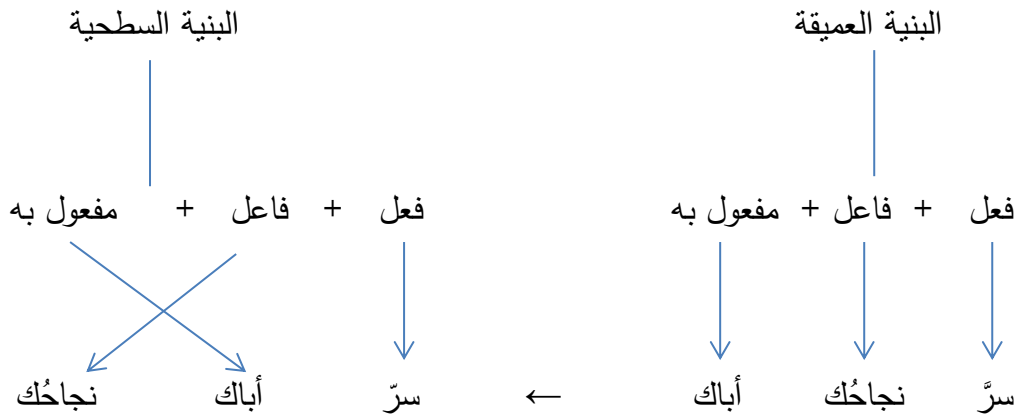 البنية العميقة البنية السطحية
فعل + فاعل + مفعول به فعل + فاعل + مفعول به
سرَّ نجاحُك أباك ← سرّ أباك نجاحُك